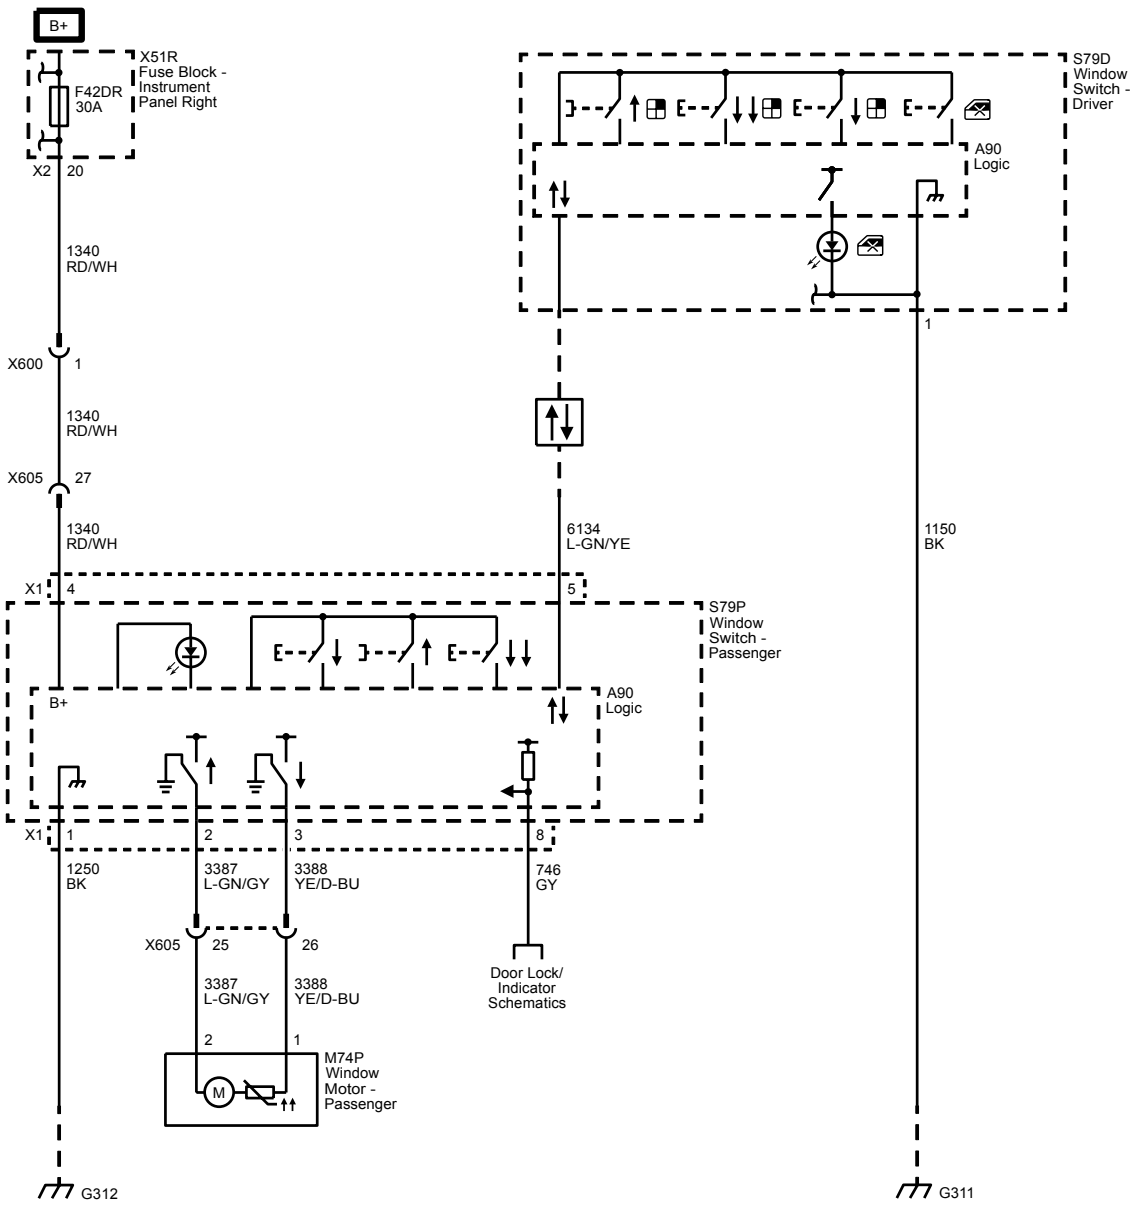 B+
X51R
Fuse Block -
Instrument
Panel Right
F42DR
30A
X2 20
S79D
Window
Switch -
Driver
A90
Logic
1
1340
RD/WH
X600 1
1340
RD/WH
X605 27
1340
RD/WH
6134
L-GN/YE
1150
BK
X1 4
5
S79P
Window
Switch -
Passenger
B+
A90
Logic
X1 1 2 3 8
1250
BK
3387
L-GN/GY
3388
YE/D-BU
746
GY
X605 25 26
3387
L-GN/GY
3388
YE/D-BU
Door Lock/
Indicator
Schematics
2 1
M74P
Window
Motor -
Passenger
M
G312
G311